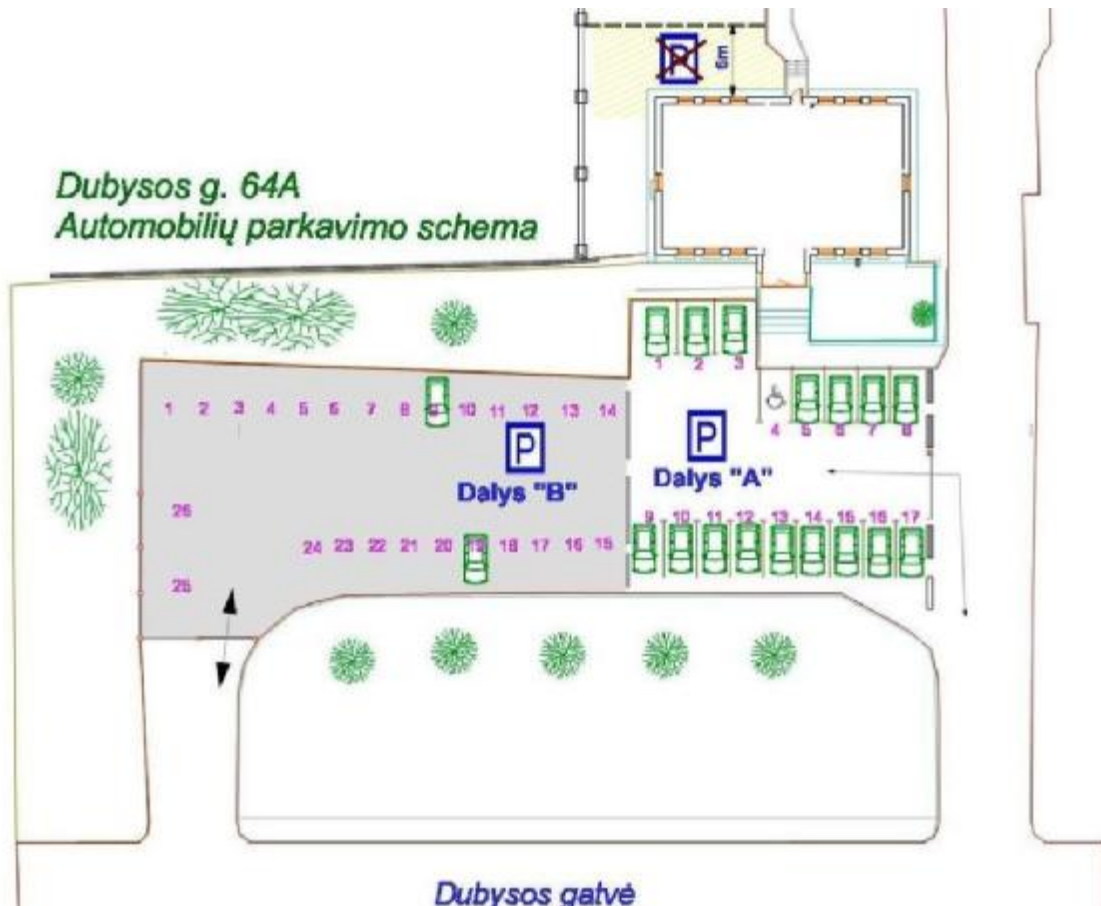 P
6m
Dubysos g. 64A
Automobilių parkavimo schema
1 2 3
1 2 3 4 5 6 7 8 9 10 11 12 13 14
4 5 6 7 8
P
Dalys "B"
P
Dalys "A"
26
9 10 11 12 13 14 15 16 17
24 23 22 21 20 19 18 17 16 15
25
Dubysos gatvė